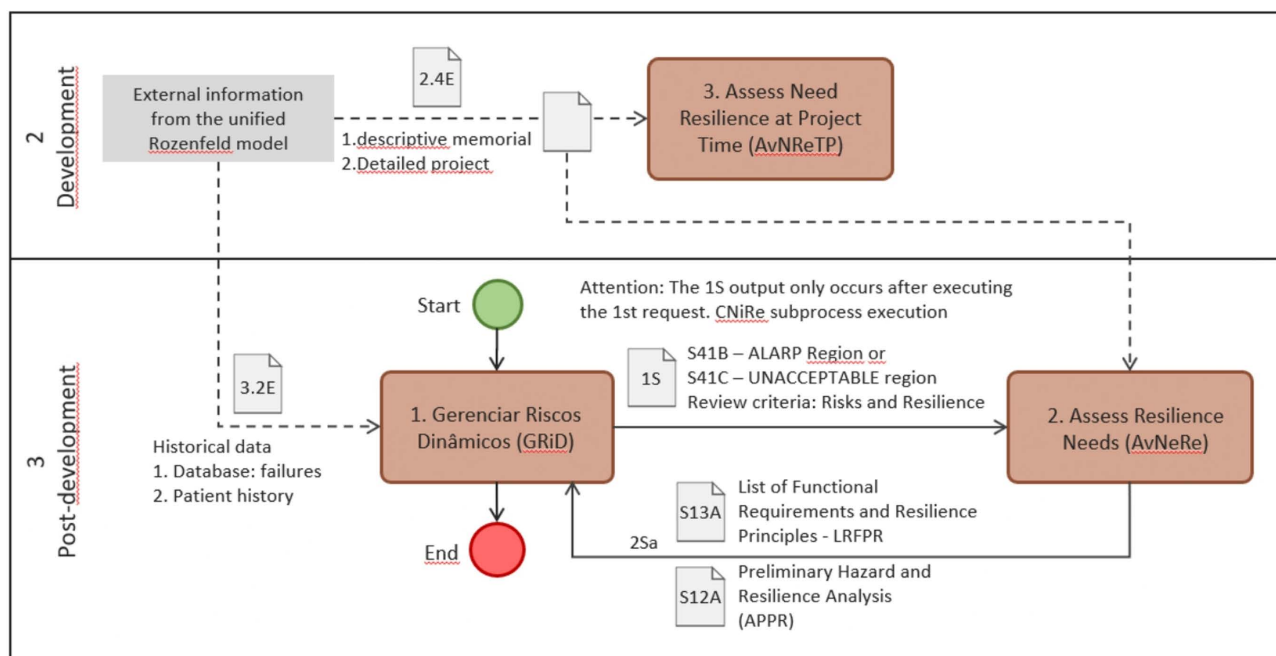 2
Development
External information
from the unified
Rozenfeld model
2.4E
1.descriptive memorial
2.Detailed project
3. Assess Need
Resilience at Project
Time (AvNReTP)
3
Post-development
Start
Attention: The 1S output only occurs after executing
the 1st request. CNiRe subprocess execution
3.2E
Historical data
1. Database: failures
2. Patient history
1. Gerenciar Riscos
Dinâmicos (GRiD)
1S
S41B – ALARP Region or
S41C – UNACCEPTABLE region
Review criteria: Risks and Resilience
2. Assess Resilience
Needs (AvNeRe)
End
2Sa
S13A
List of Functional
Requirements and Resilience
Principles - LRFPR
S12A
Preliminary Hazard and
Resilience Analysis
(APPR)